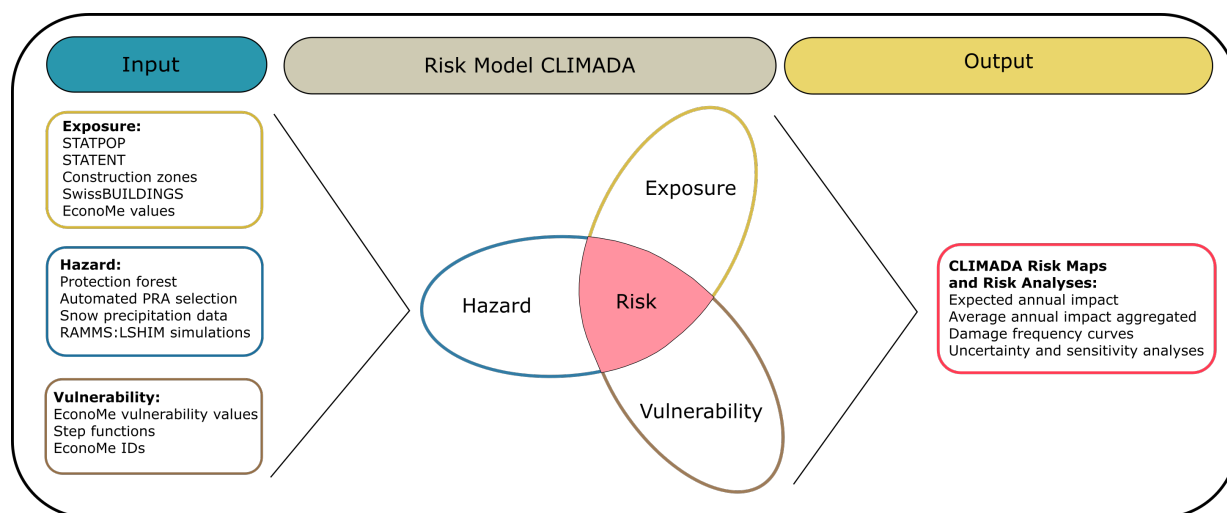 Input
Risk Model CLIMADA
Output
Exposure:
STATPOP
STATENT
Construction zones
SwissBUILDINGS
EconoMe values
Hazard:
Protection forest
Automated PRA selection
Snow precipitation data
RAMMS:LSHIM simulations
Vulnerability:
EconoMe vulnerability values
Step functions
EconoMe IDs
Exposure
Hazard
Risk
Vulnerability
CLIMADA Risk Maps
and Risk Analyses:
Expected annual impact
Average annual impact aggregated
Damage frequency curves
Uncertainty and sensitivity analyses